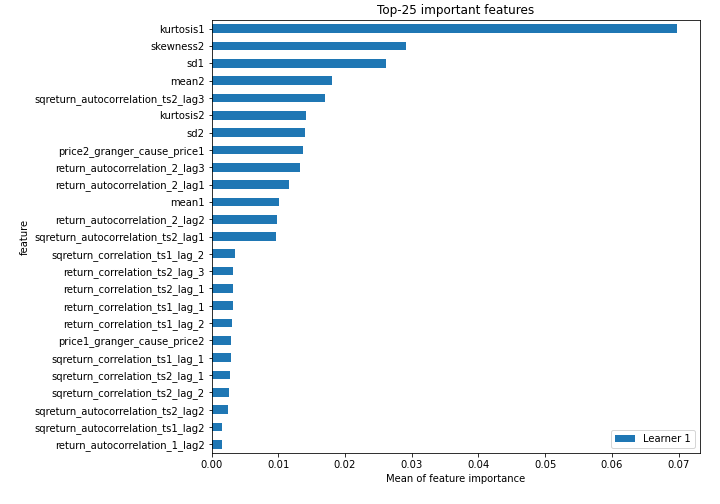 Top-25 important features
kurtosis1
skewness2
sd1
mean2
sqreturn_autocorrelation_ts2_lag3
kurtosis2
sd2
price2_granger_cause_price1
return_autocorrelation_2_lag3
return_autocorrelation_2_lag1
mean1
return_autocorrelation_2_lag2
sqreturn_autocorrelation_ts2_lag1
sqreturn_correlation_ts1_lag_2
return_correlation_ts2_lag_3
return_correlation_ts2_lag_1
return_correlation_ts1_lag_1
return_correlation_ts1_lag_2
price1_granger_cause_price2
sqreturn_correlation_ts1_lag_1
sqreturn_correlation_ts2_lag_1
sqreturn_correlation_ts2_lag_2
sqreturn_autocorrelation_ts2_lag2
sqreturn_autocorrelation_ts1_lag2
return_autocorrelation_1_lag2
feature
Learner 1
0.00 0.01 0.02 0.03 0.04 0.05 0.06 0.07
Mean of feature importance